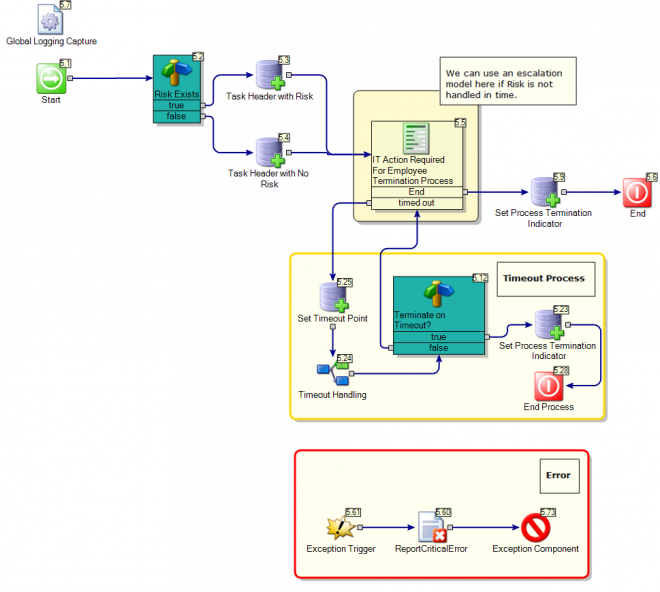 5.7
Global Logging Capture
5.1
Start
5.2
Risk Exists
true
false
5.3
Task Header with Risk
5.4
Task Header with No
Risk
We can use an escalation
model here if Risk is not
handled in time.
5.5
IT Action Required
For Employee
Termination Process
End
timed out
5.9
Set Process Termination
Indicator
5.6
End
Timeout Process
5.25
Set Timeout Point
5.24
Timeout Handling
5.12
Terminate on
Timeout?
true
false
5.23
Set Process Termination
Indicator
5.28
End Process
Error
5.61
Exception Trigger
5.60
ReportCriticalError
5.73
Exception Component